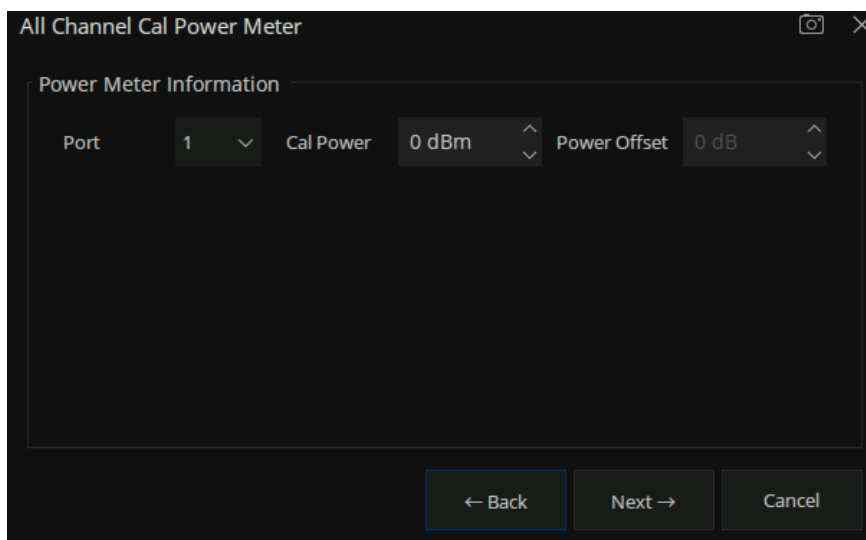 All Channel Cal Power Meter
Power Meter Information
Port 1 Cal Power 0 dBm Power Offset 0 dB
← Back Next → Cancel